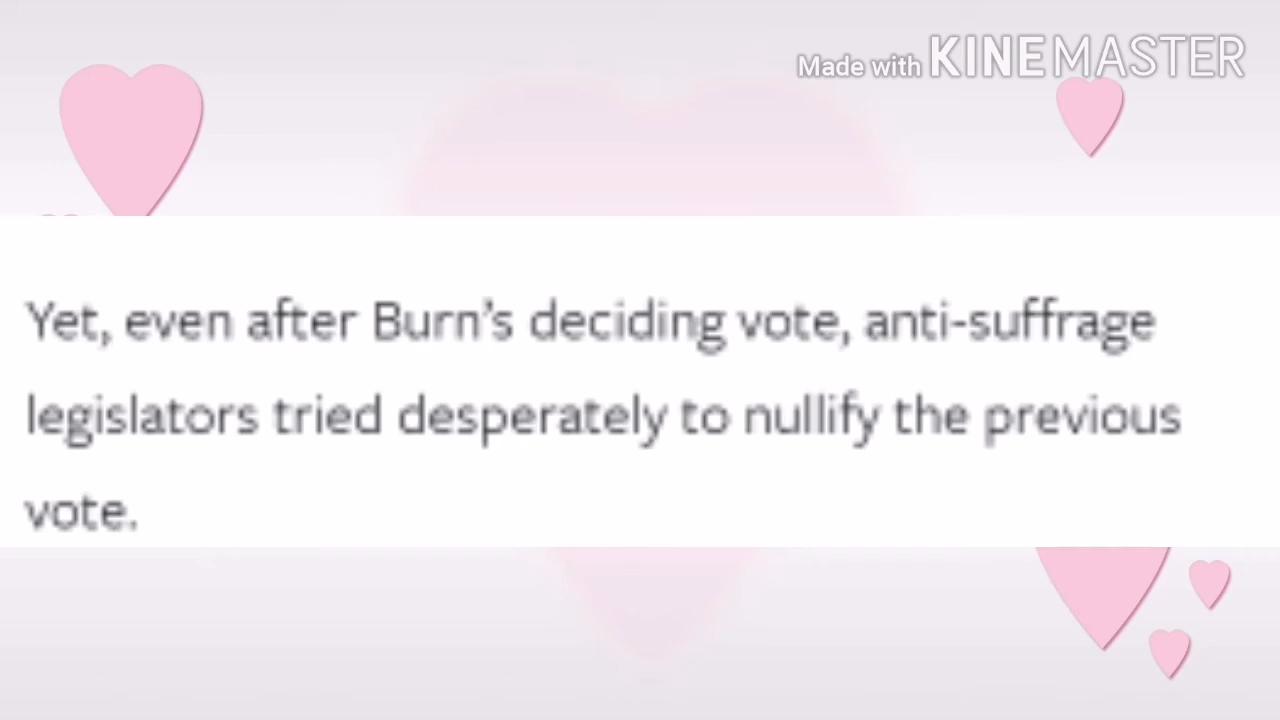 Made with KINEMASTER
Yet, even after Burn's deciding vote, anti-suffrage
legislators tried desperately to nullify the previous
vote.